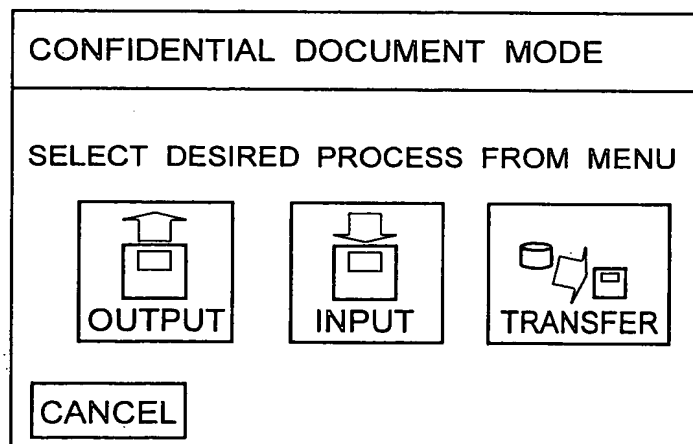 CONFIDENTIAL DOCUMENT MODE
SELECT DESIRED PROCESS FROM MENU
OUTPUT INPUT TRANSFER
CANCEL